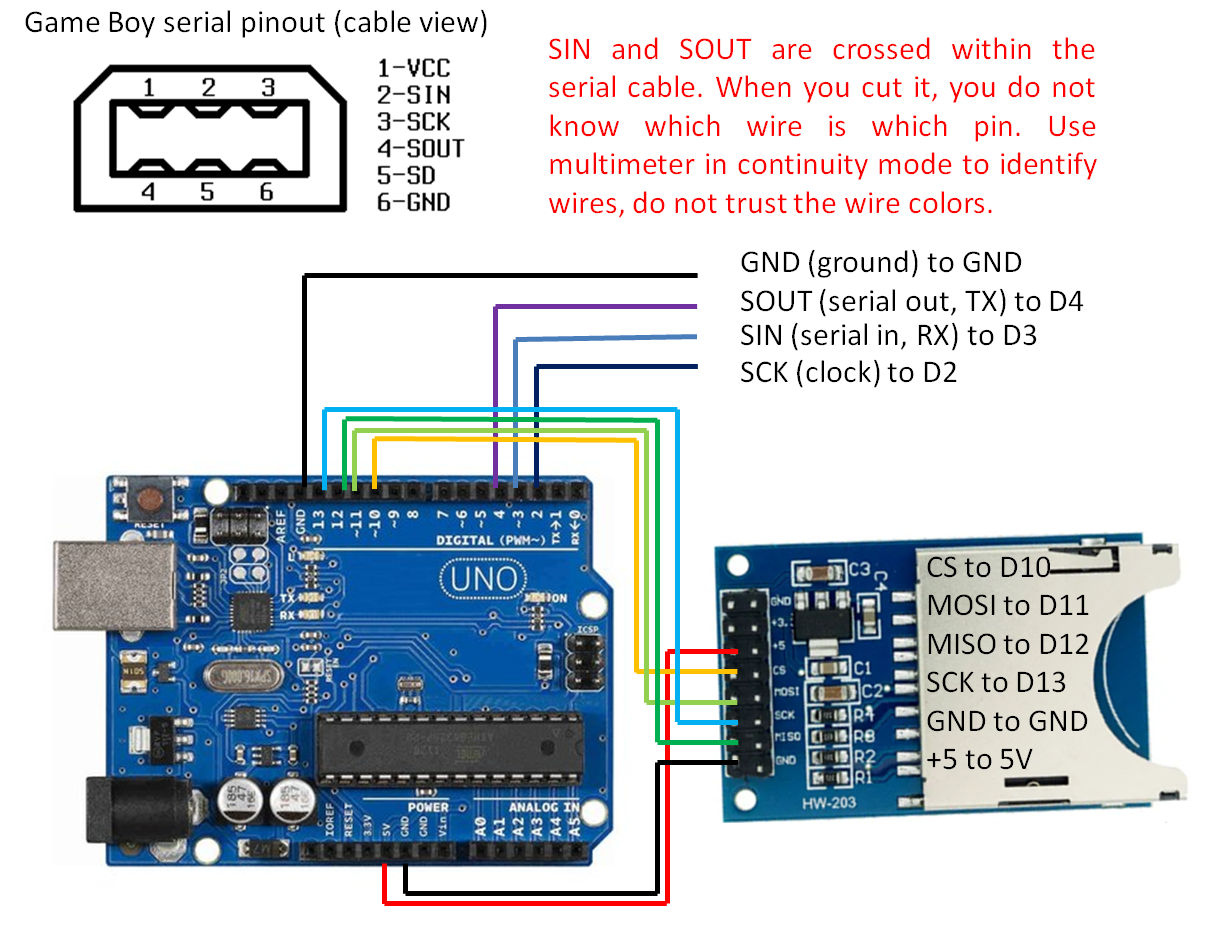 Game Boy serial pinout (cable view)
1 2 3
4 5 6
1-VCC
2-SIN
3-SCK
4-SOUT
5-SD
6-GND
SIN and SOUT are crossed within the
serial cable. When you cut it, you do not
know which wire is which pin. Use
multimeter in continuity mode to identify
wires, do not trust the wire colors.
GND (ground) to GND
SOUT (serial out, TX) to D4
SIN (serial in, RX) to D3
SCK (clock) to D2
RESET
AREF
GND
13
12
~11
~10
~9
8
7
~6
~5
4
~3
2
TX→1
RX←0
DIGITAL (PWM~)
UNO
TX
RX
ON
ICSP
RESET
POWER
ANALOG IN
IOREF
RESET
3.3V
5V
GND
GND
Vin
A0
A1
A2
A3
A4
A5
185
47
185
47
M7
GND
+3.
+5
CS
MOSI
SCK
MISO
GND
C3
C1
C2
R2
R1
HW-203
CS to D10
MOSI to D11
MISO to D12
SCK to D13
GND to GND
+5 to 5V